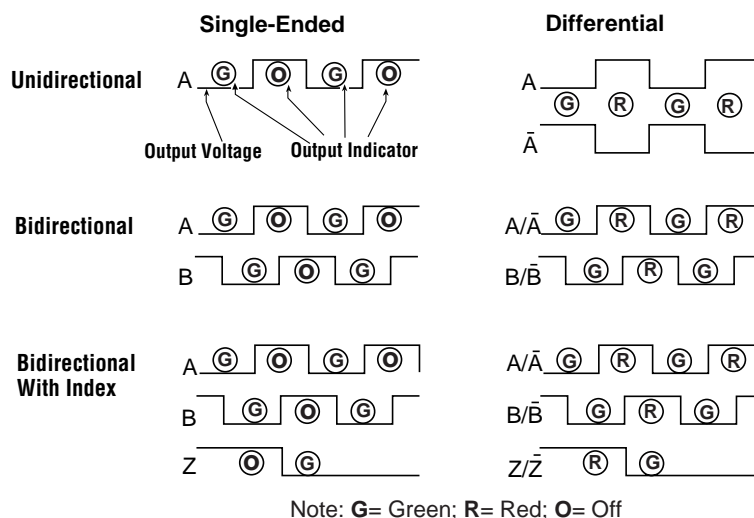 Single-Ended Differential
Unidirectional A G O G O A G R G R
Ā
Output Voltage Output Indicator
Bidirectional A G O G O A/Ā G R G R
B G O G B/B̄ G R G
Bidirectional
With Index
A G O G O A/Ā G R G R
B G O G B/B̄ G R G
Z O G Z/Z̄ R G
Note: G= Green; R= Red; O= Off